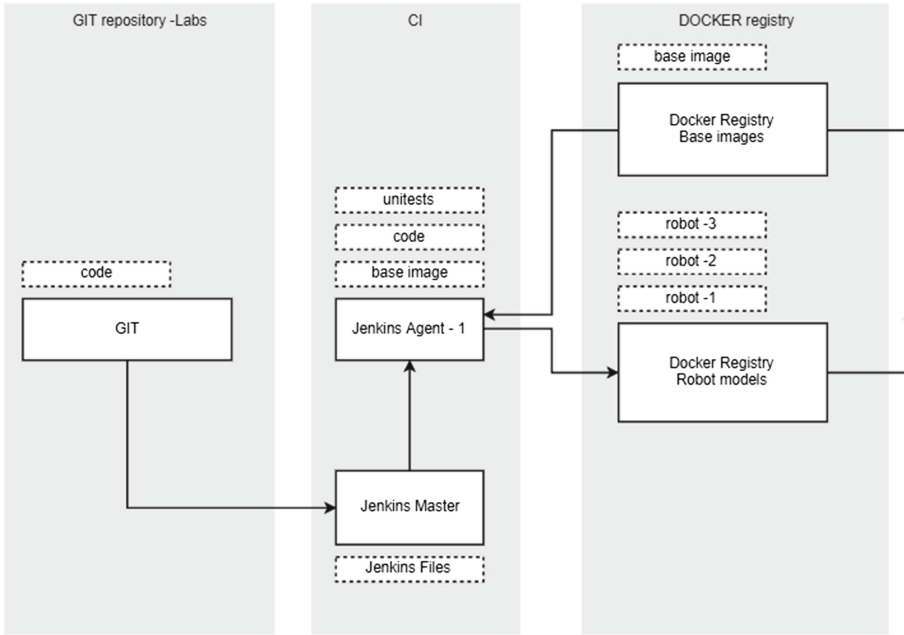 GIT repository -Labs
CI
DOCKER registry
base image
Docker Registry
Base images
unitests
code
base image
robot -3
robot -2
robot -1
code
GIT
Jenkins Agent - 1
Docker Registry
Robot models
Jenkins Master
Jenkins Files